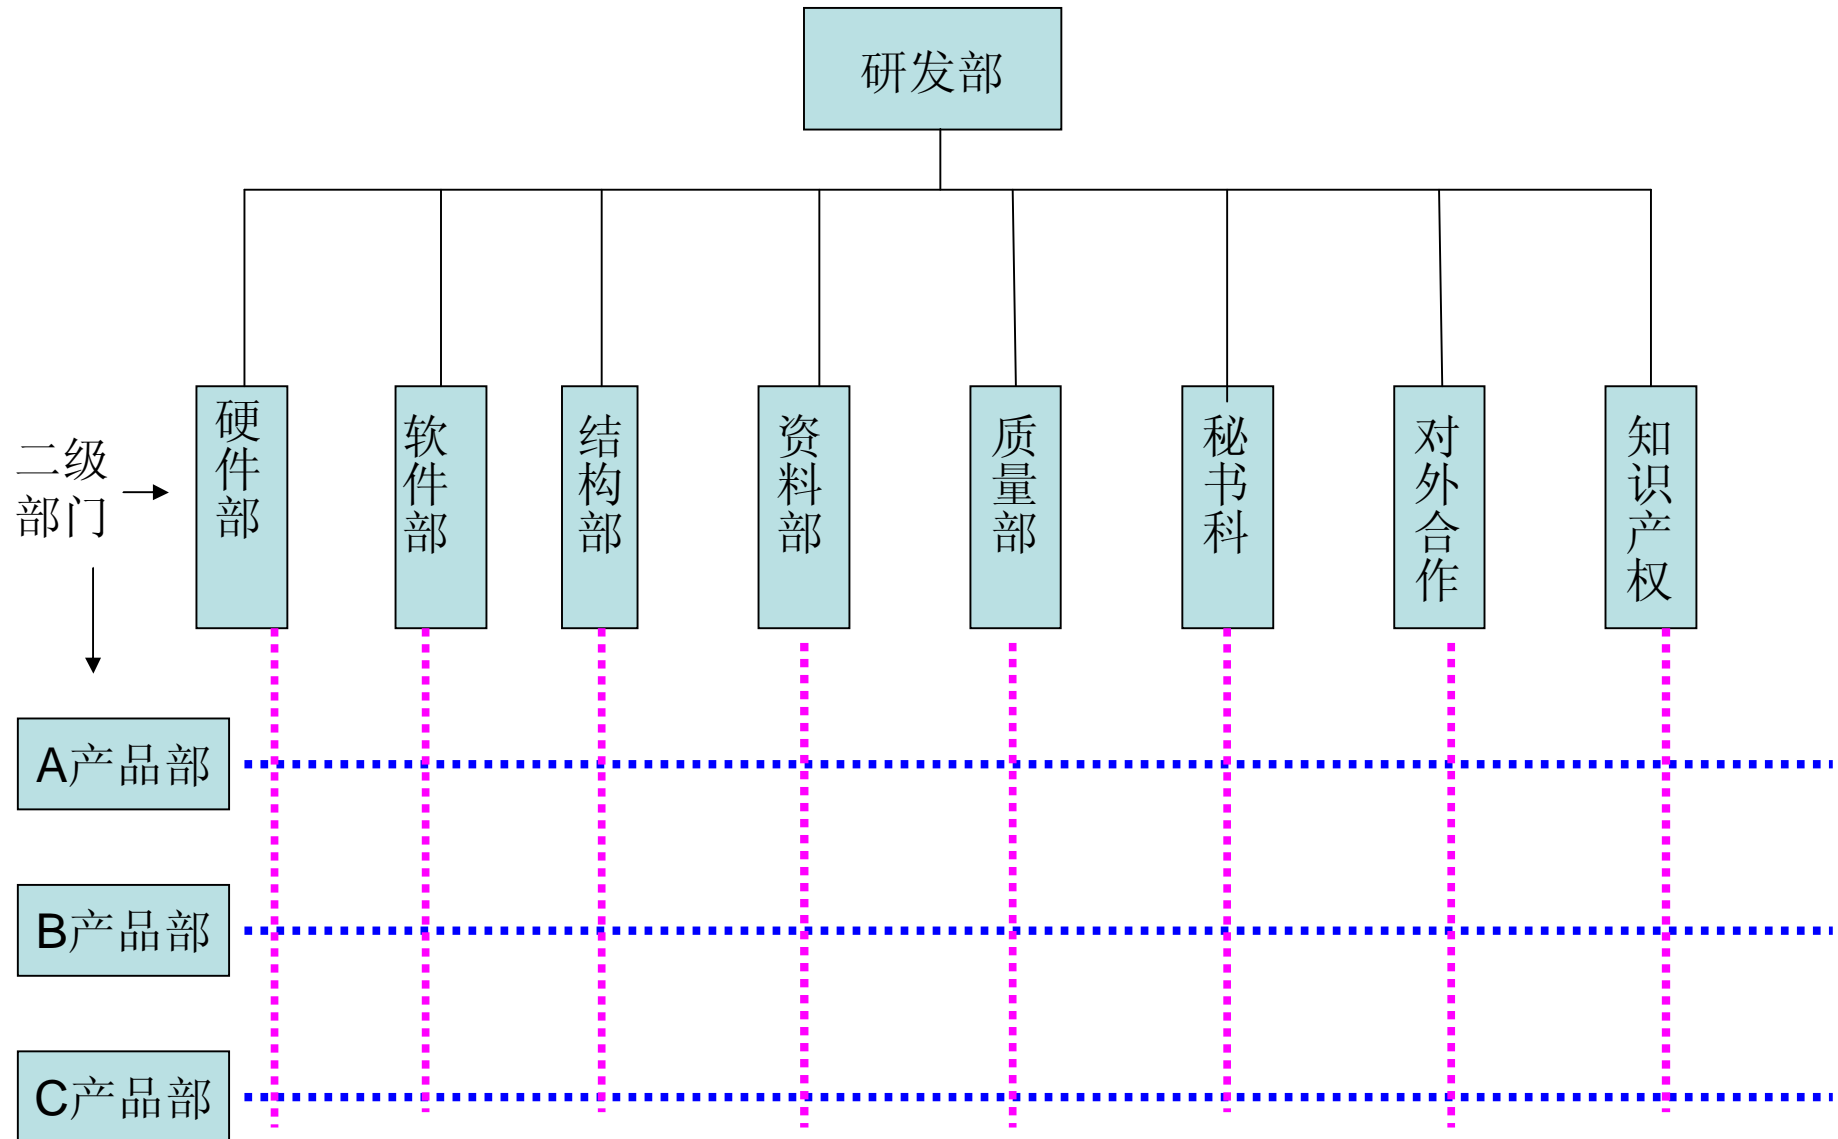 研发部
二级
部门
硬件部
软件部
结构部
资料部
质量部
秘书科
对外合作
知识产权
A产品部
B产品部
C产品部